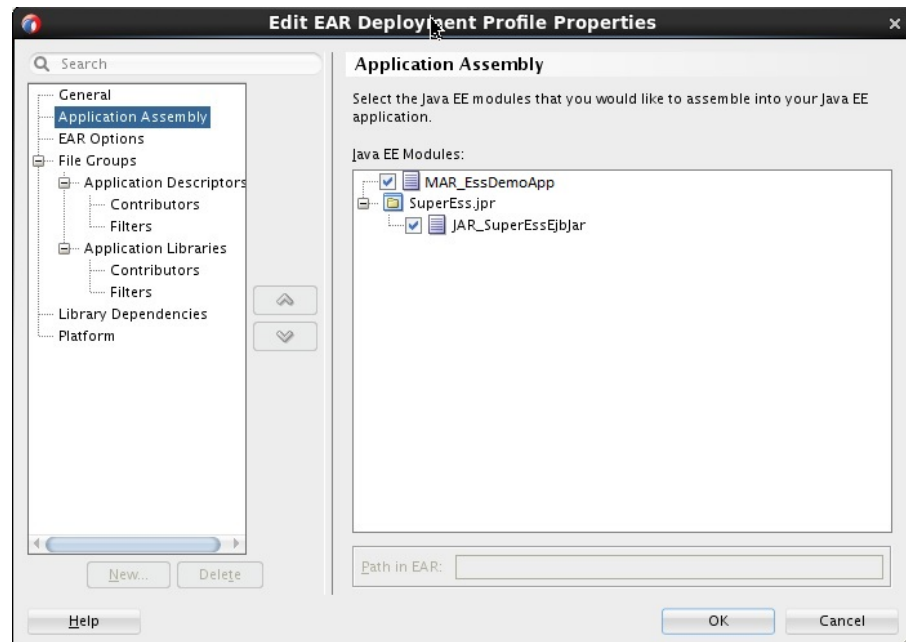 Edit EAR Deployment Profile Properties
Search
General
Application Assembly
EAR Options
File Groups
Application Descriptors
Contributors
Filters
Application Libraries
Contributors
Filters
Library Dependencies
Platform
New...
Delete
Application Assembly
Select the Java EE modules that you would like to assemble into your Java EE
application.
Java EE Modules:
MAR_EssDemoApp
SuperEss.jpr
JAR_SuperEssEjbJar
Path in EAR:
Help
OK
Cancel